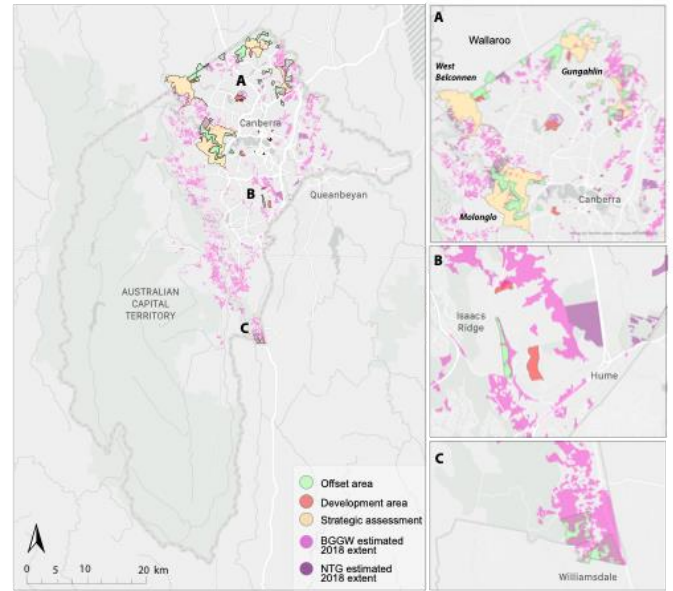 A
Canberra
B
Queanbeyan
AUSTRALIAN
CAPITAL
TERRITORY
C
Offset area
Development area
Strategic assessment
BGGW estimated
2018 extent
NTG estimated
2018 extent
0 5 10 20 km
A
Wallaroo
West
Belconnen
Gungahlin
Canberra
Molonglo
B
Isaacs
Ridge
Hume
C
Williamsdale